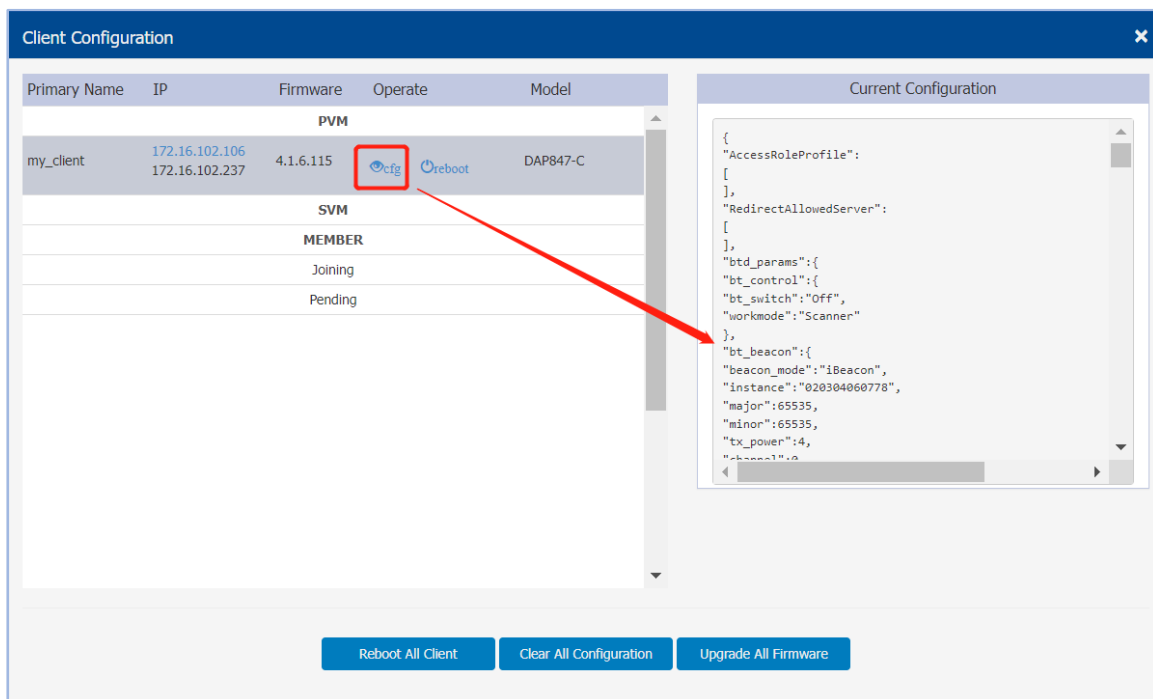 Client Configuration
Primary Name IP Firmware Operate Model
PVM
my_client 172.16.102.106 172.16.102.237 4.1.6.115 cfg reboot DAP847-C
SVM
MEMBER
Joining
Pending
Current Configuration
{
"AccessRoleProfile":
[
],
"RedirectAllowedServer":
[
],
"btd_params":{
"bt_control":{
"bt_switch":"Off",
"workmode":"Scanner"
},
"bt_beacon":{
"beacon_mode":"iBeacon",
"instance":"020304060778",
"major":65535,
"minor":65535,
"tx_power":4,
"channel":0
Reboot All Client Clear All Configuration Upgrade All Firmware